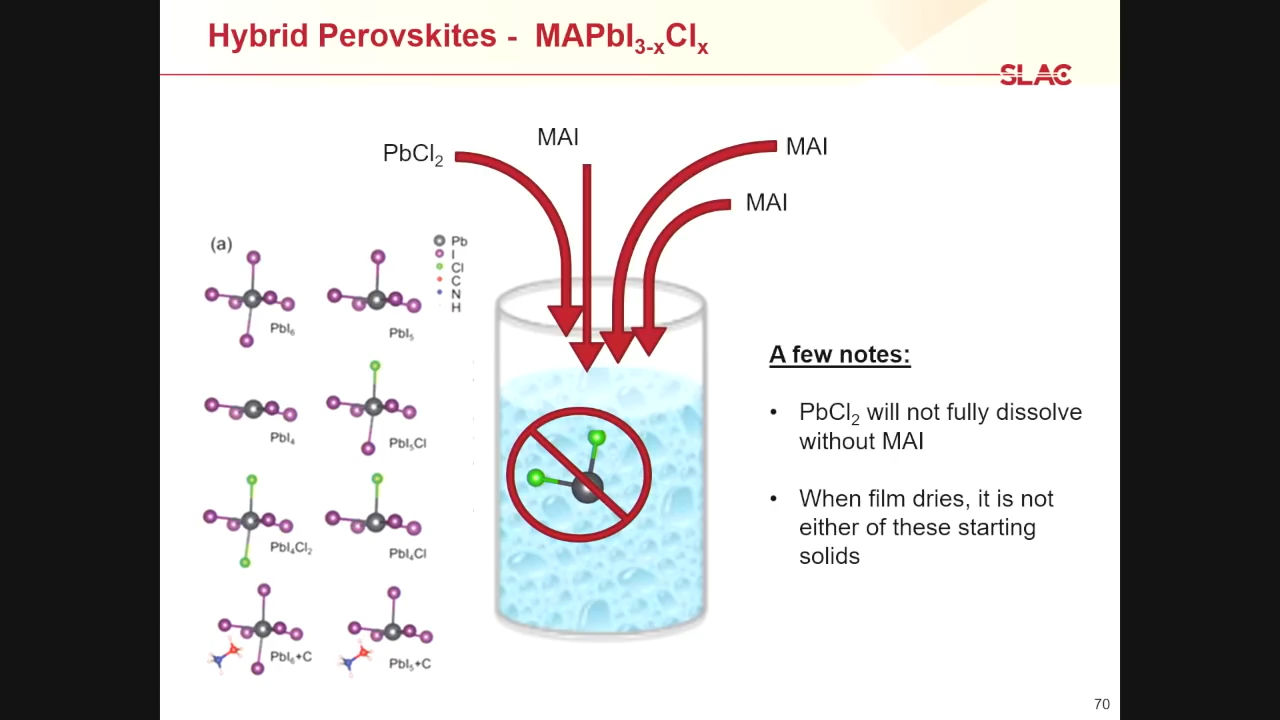 Hybrid Perovskites - MAPbI3-xClx
SLAC
PbCl2
MAI
MAI
MAI
(a)
Pb
I
Cl
C
N
H
PbI6
PbI5
PbI4
PbI5Cl
PbI4Cl2
PbI4Cl
PbI6+C
PbI5+C
A few notes:
• PbCl2 will not fully dissolve
without MAI
• When film dries, it is not
either of these starting
solids
70